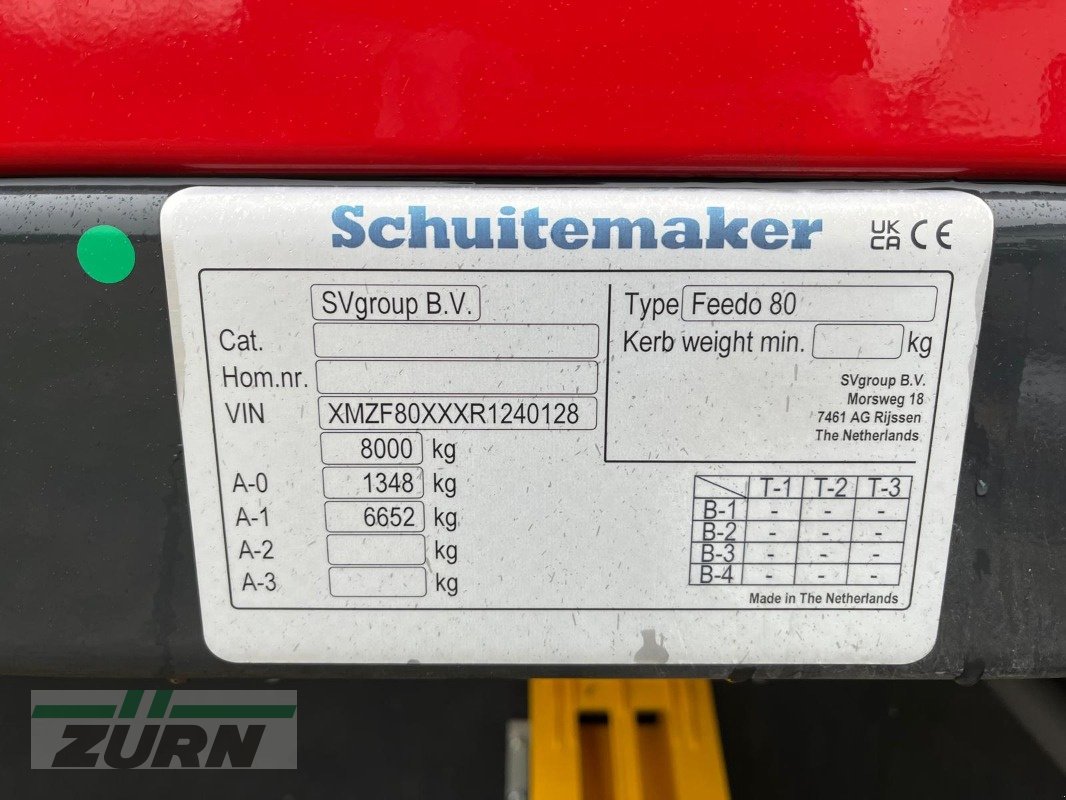 Schuitemaker UK CA CE
SVgroup B.V.
Cat.
Hom.nr.
VIN XMZF80XXXR1240128
8000 kg
A-0 1348 kg
A-1 6652 kg
A-2 kg
A-3 kg
Type Feedo 80
Kerb weight min. kg
SVgroup B.V.
Morsweg 18
7461 AG Rijssen
The Netherlands
T-1 T-2 T-3
B-1 - - -
B-2 - - -
B-3 - - -
B-4 - - -
Made in The Netherlands
ZÜRN